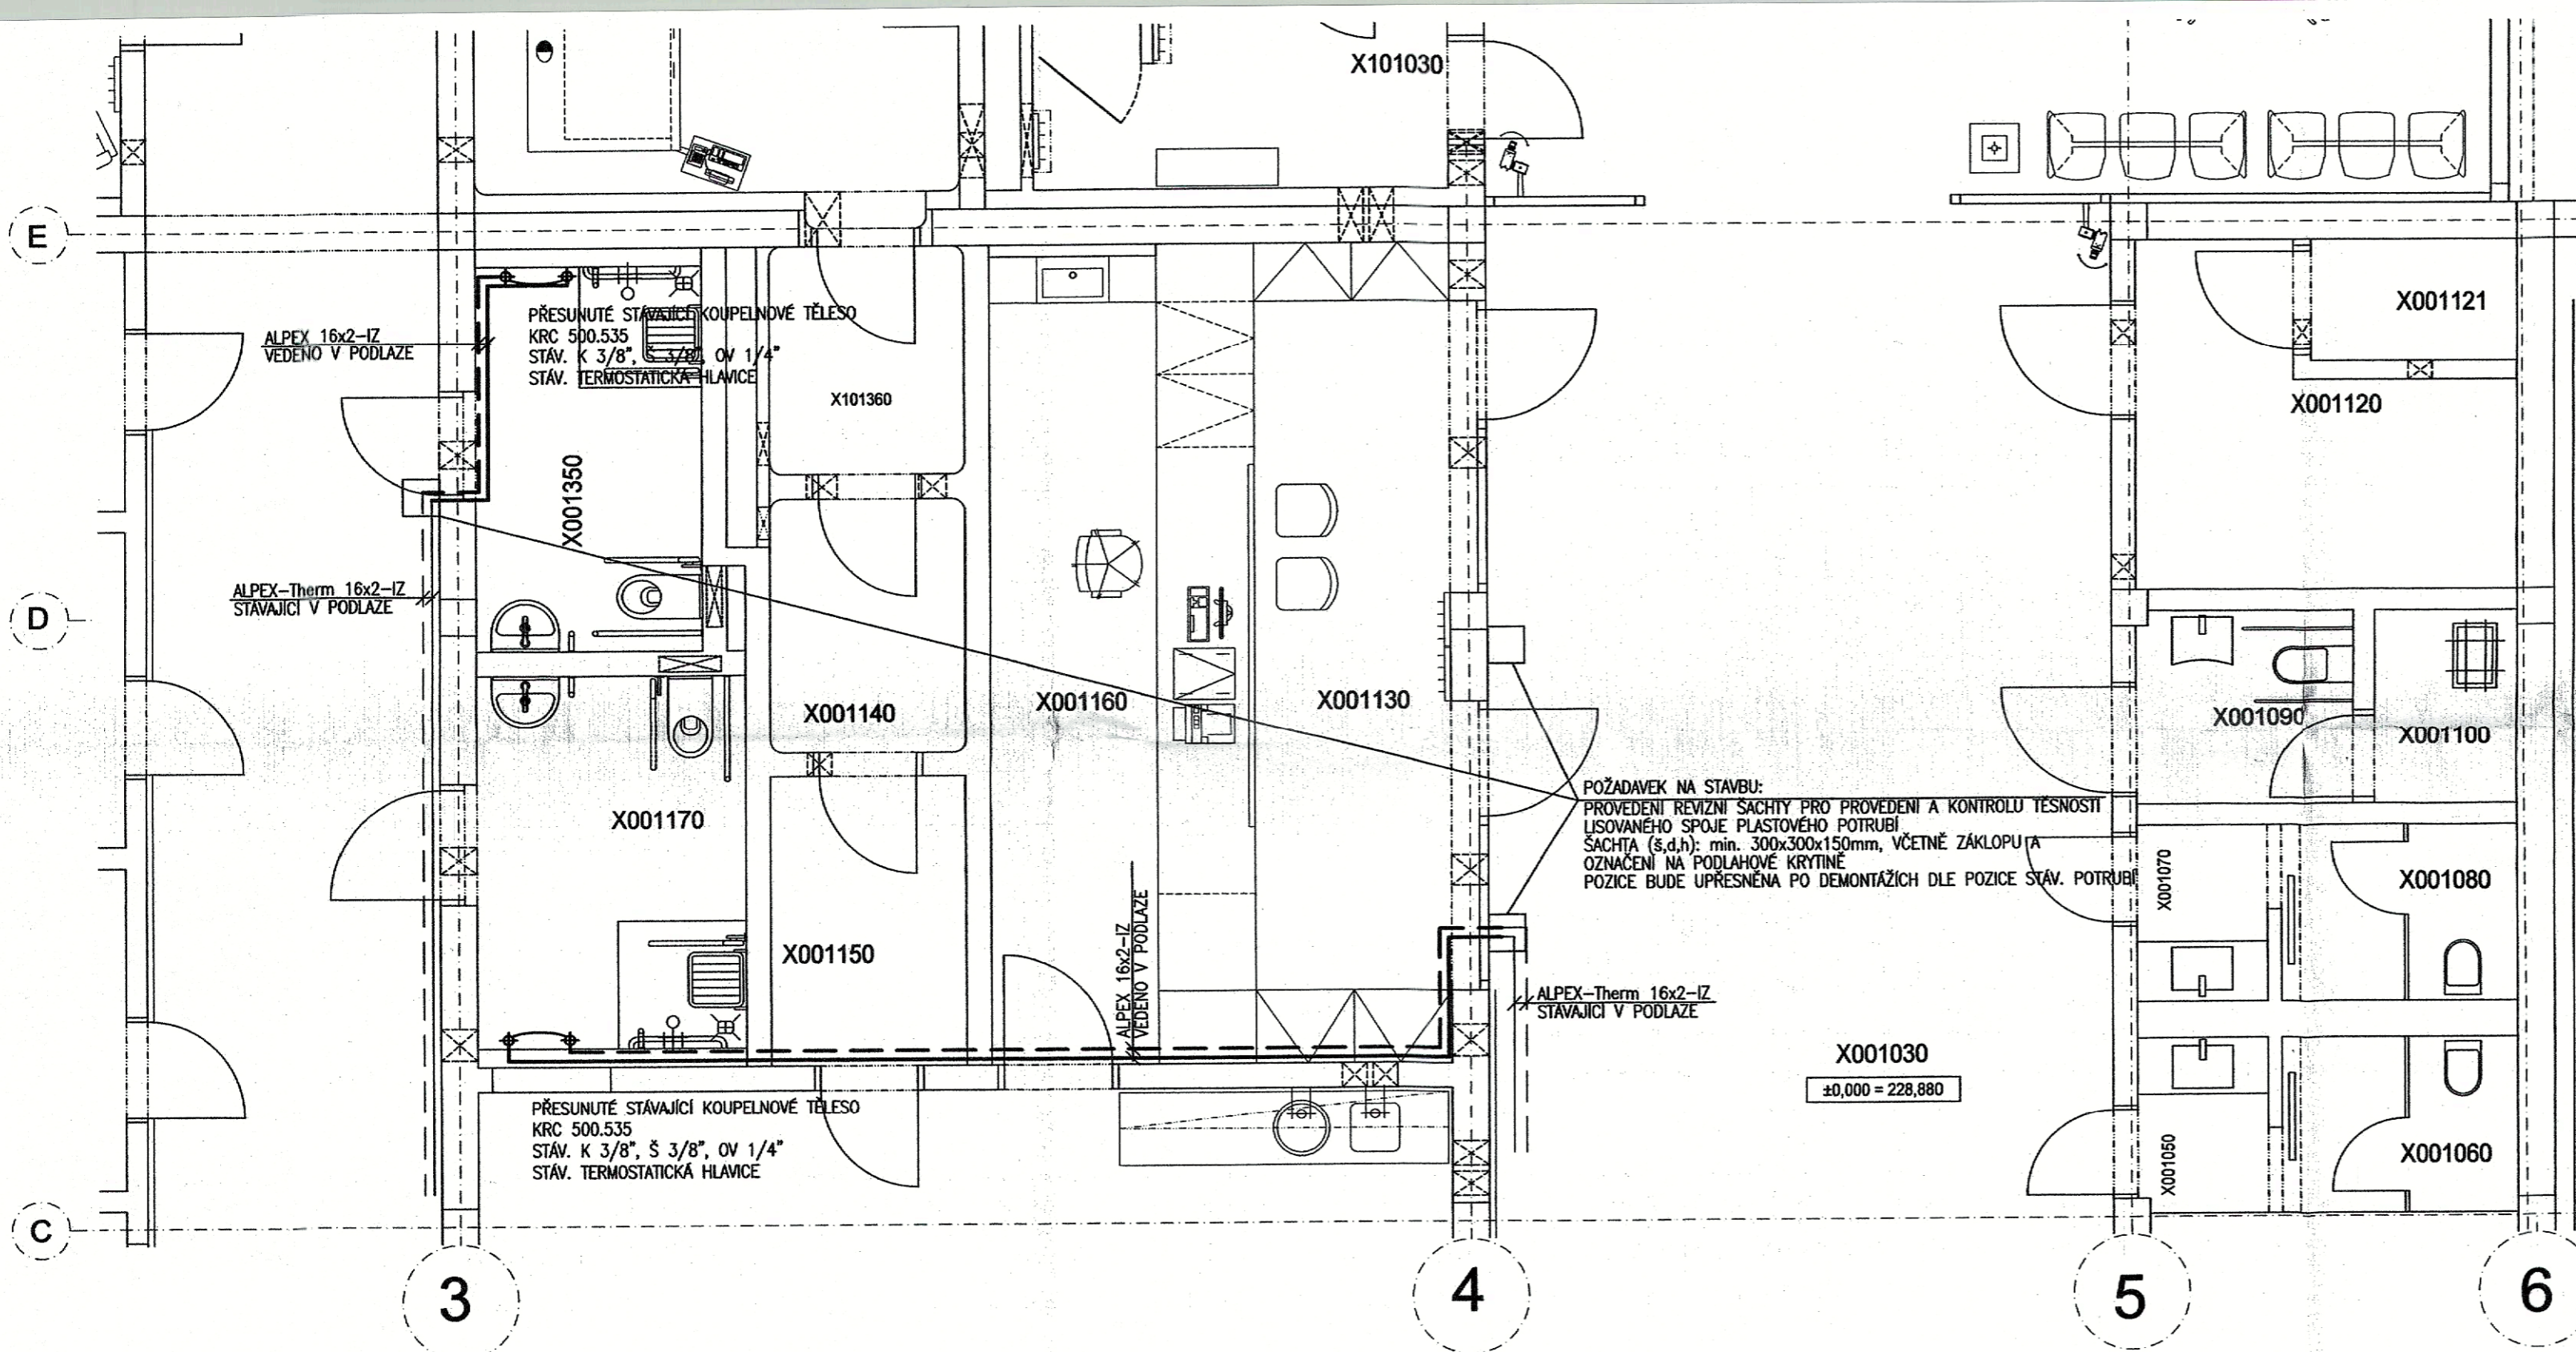 X101030
E
X001121
PŘESUNUTÉ STÁVAJÍCÍ KOUPELNOVÉ TĚLESO
KRC 500.535
STÁV. K 3/8", Š 3/8", OV 1/4"
STÁV. TERMOSTATICKÁ HLAVICE
ALPEX 16x2-IZ
VEDENO V PODLAZE
X101360
X001120
X001350
ALPEX-Therm 16x2-IZ
STÁVAJÍCÍ V PODLAZE
D
X001140
X001160
X001130
X001090
X001100
X001170
POŽADAVEK NA STAVBU:
PROVEDENÍ REVIZNÍ ŠACHTY PRO PROVEDENÍ A KONTROLU TĚSNOSTI
LISOVANÉHO SPOJE PLASTOVÉHO POTRUBÍ
ŠACHTA (š,d,h): min. 300x300x150mm, VČETNĚ ZÁKLOPU A
OZNAČENÍ NA PODLAHOVÉ KRYTINĚ
POZICE BUDE UPŘESNĚNA PO DEMONTÁŽÍCH DLE POZICE STÁV. POTRUBÍ
X001070
X001080
X001150
ALPEX 16x2-IZ
VEDENO V PODLAZE
ALPEX-Therm 16x2-IZ
STÁVAJÍCÍ V PODLAZE
X001030
±0,000 = 228,880
PŘESUNUTÉ STÁVAJÍCÍ KOUPELNOVÉ TĚLESO
KRC 500.535
STÁV. K 3/8", Š 3/8", OV 1/4"
STÁV. TERMOSTATICKÁ HLAVICE
X001050
X001060
C
3
4
5
6